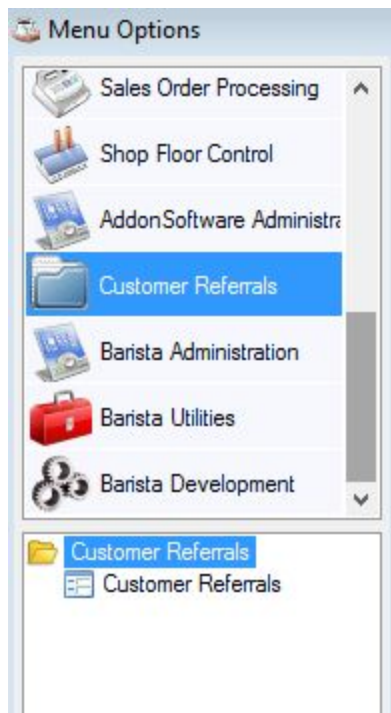 Menu Options
Sales Order Processing
Shop Floor Control
AddonSoftware Administra
Customer Referrals
Barista Administration
Barista Utilities
Barista Development
Customer Referrals
Customer Referrals